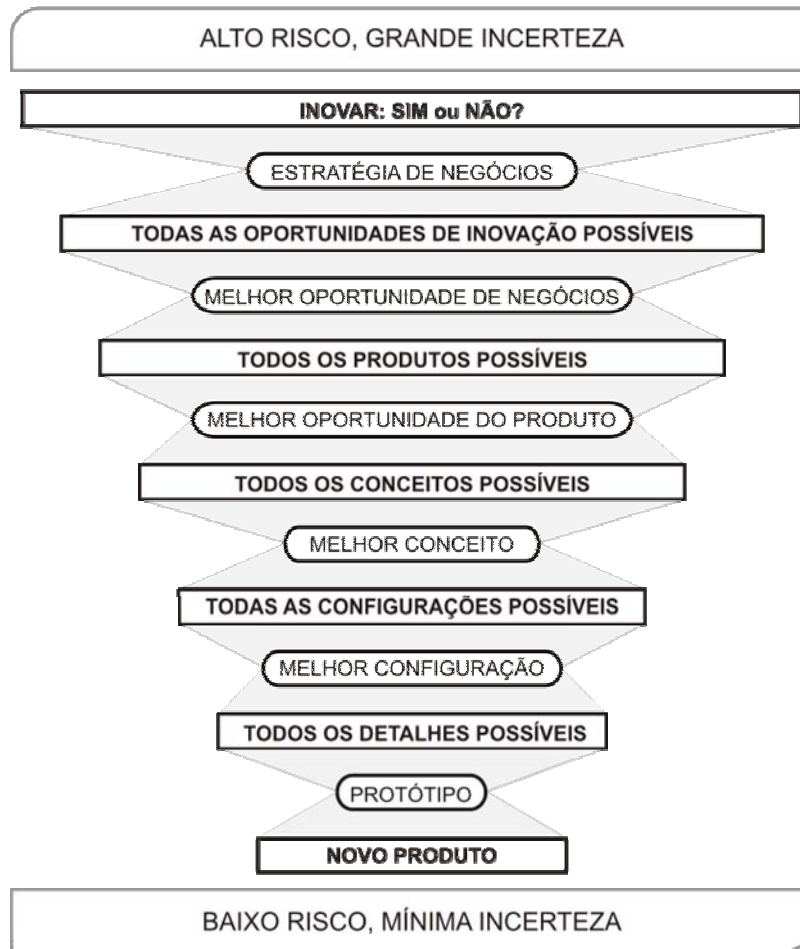 ALTO RISCO, GRANDE INCERTEZA
INOVAR: SIM ou NÃO?
ESTRATÉGIA DE NEGÓCIOS
TODAS AS OPORTUNIDADES DE INOVAÇÃO POSSÍVEIS
MELHOR OPORTUNIDADE DE NEGÓCIOS
TODOS OS PRODUTOS POSSÍVEIS
MELHOR OPORTUNIDADE DO PRODUTO
TODOS OS CONCEITOS POSSÍVEIS
MELHOR CONCEITO
TODAS AS CONFIGURAÇÕES POSSÍVEIS
MELHOR CONFIGURAÇÃO
TODOS OS DETALHES POSSÍVEIS
PROTÓTIPO
NOVO PRODUTO
BAIXO RISCO, MÍNIMA INCERTEZA